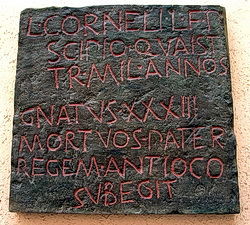 L·CORNELI·L·F·P
SCIPIO·QVAIST
TR·MIL·ANNOS
GNATVS·XXXIII
MORTVOS·PATER
REGEM·ANTIOCO
SVBEGIT